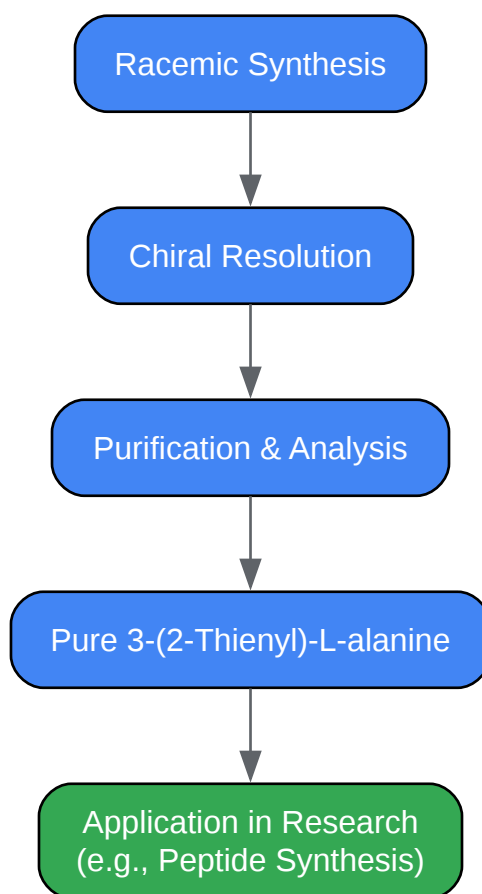 Racemic Synthesis
Chiral Resolution
Purification & Analysis
Pure 3-(2-Thienyl)-L-alanine
Application in Research
(e.g., Peptide Synthesis)